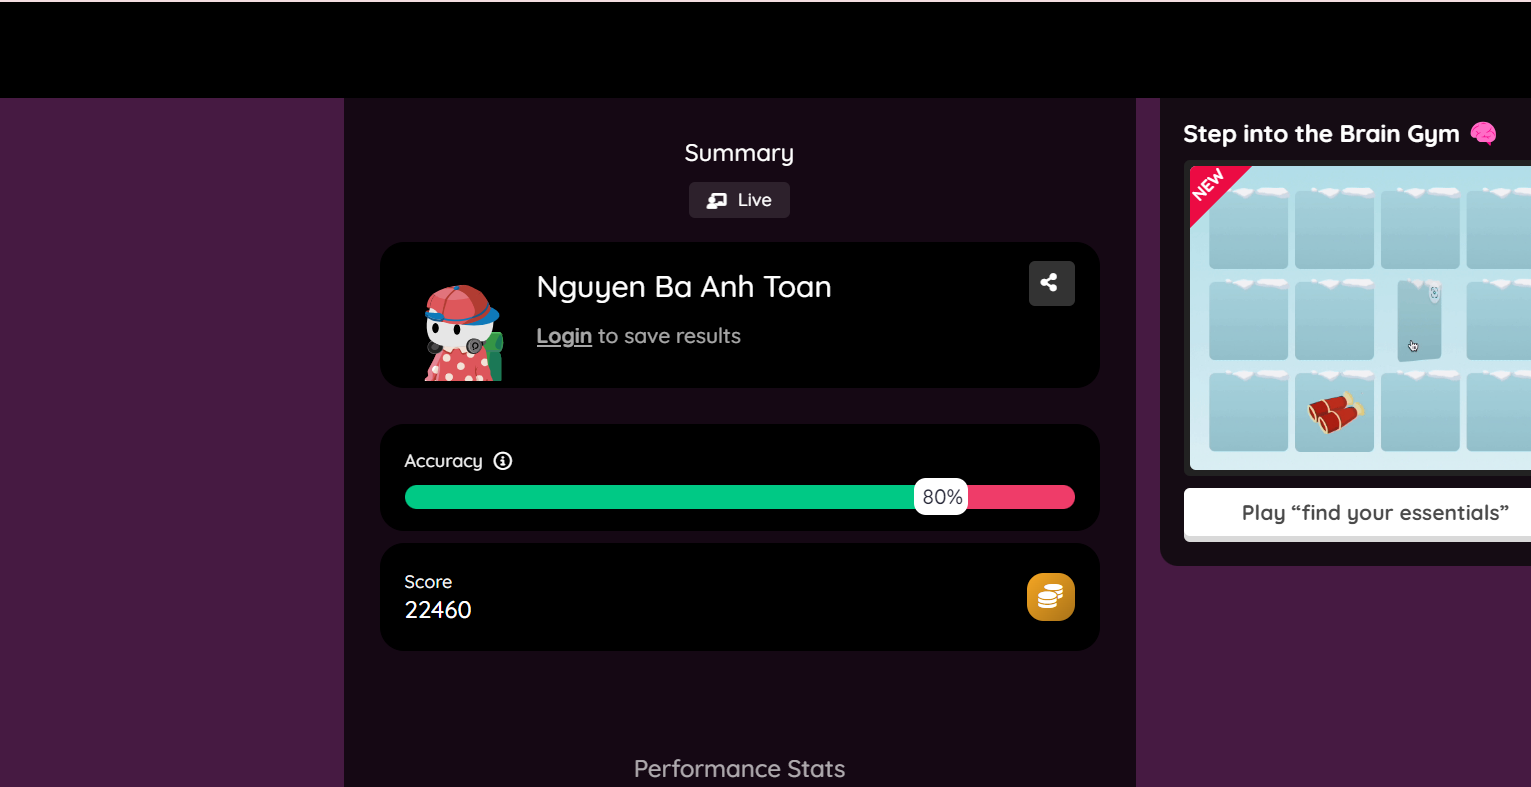 Summary
Live
Nguyen Ba Anh Toan
Login to save results
Accuracy
80%
Score
22460
Performance Stats
Step into the Brain Gym
NEW
Play “find your essentials”